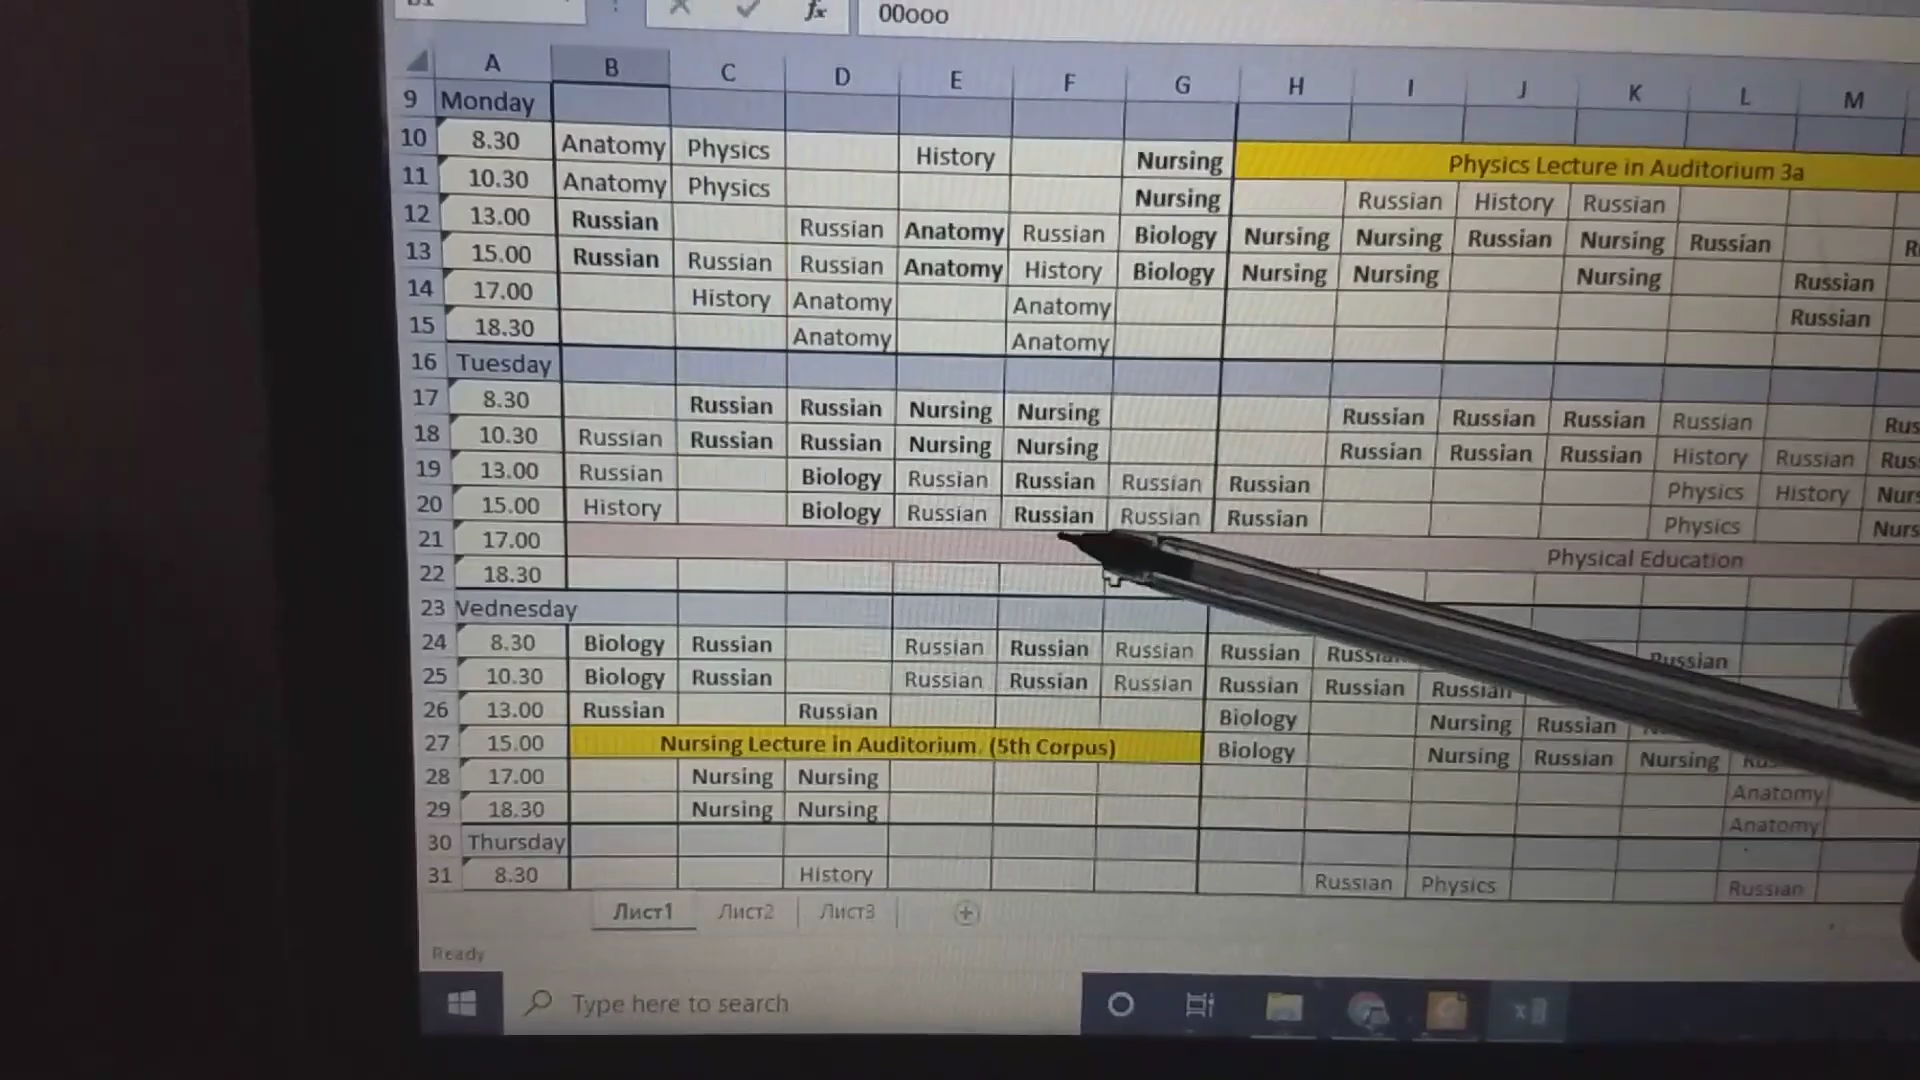 00ooo
A B C D E F G H I J K L M
9 Monday
10 8.30 Anatomy Physics History Nursing Physics Lecture in Auditorium 3a
11 10.30 Anatomy Physics Nursing Russian History Russian
12 13.00 Russian Russian Anatomy Russian Biology Nursing Nursing Russian Nursing Russian
13 15.00 Russian Russian Russian Anatomy History Biology Nursing Nursing Nursing Russian
14 17.00 History Anatomy Anatomy Russian
15 18.30 Anatomy Anatomy
16 Tuesday
17 8.30 Russian Russian Nursing Nursing Russian Russian Russian Russian Rus
18 10.30 Russian Russian Russian Nursing Nursing Russian Russian Russian History Russian Rus
19 13.00 Russian Biology Russian Russian Russian Russian Physics History Nurs
20 15.00 History Biology Russian Russian Russian Russian Physics Nurs
21 17.00 Physical Education
22 18.30
23 Vednesday
24 8.30 Biology Russian Russian Russian Russian Russian Russian Russian
25 10.30 Biology Russian Russian Russian Russian Russian Russian Russian
26 13.00 Russian Russian Biology Nursing Russian
27 15.00 Nursing Lecture in Auditorium. (5th Corpus) Biology Nursing Russian Nursing
28 17.00 Nursing Nursing Anatomy
29 18.30 Nursing Nursing Anatomy
30 Thursday
31 8.30 History Russian Physics Russian
Лист1 Лист2 Лист3
Ready
Type here to search